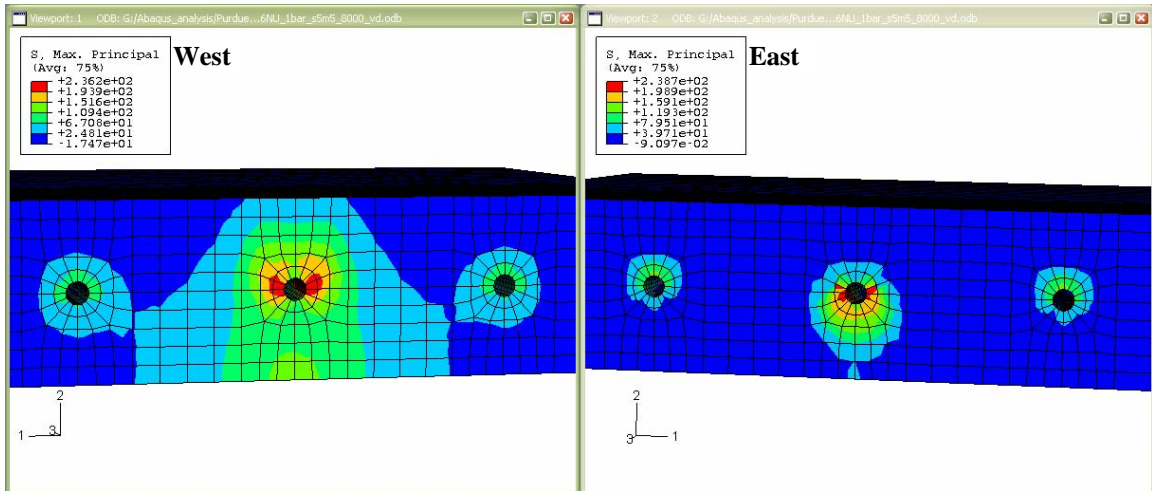 Viewport: 1 ODB: G:/Abaqus_analysis/Purdue...6NU_1bar_s5m5_8000_vd.odb
S, Max. Principal
(Avg: 75%)
+2.362e+02
+1.939e+02
+1.516e+02
+1.094e+02
+6.708e+01
+2.481e+01
-1.747e+01
West
2
3
1
Viewport: 2 ODB: G:/Abaqus_analysis/Purdue...6NU_1bar_s5m5_8000_vd.odb
S, Max. Principal
(Avg: 75%)
+2.387e+02
+1.989e+02
+1.591e+02
+1.193e+02
+7.951e+01
+3.971e+01
-9.097e-02
East
2
3
1